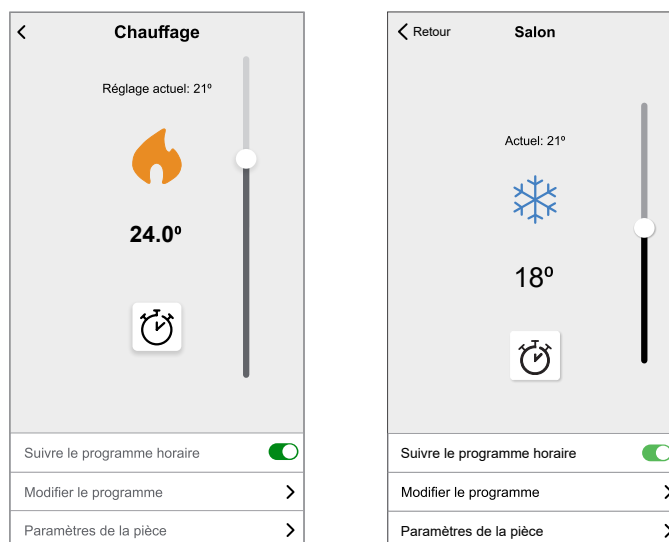 Chauffage
Réglage actuel: 21º
24.0º
Suivre le programme horaire
Modifier le programme
Paramètres de la pièce
Retour
Salon
Actuel: 21º
18º
Suivre le programme horaire
Modifier le programme
Paramètres de la pièce